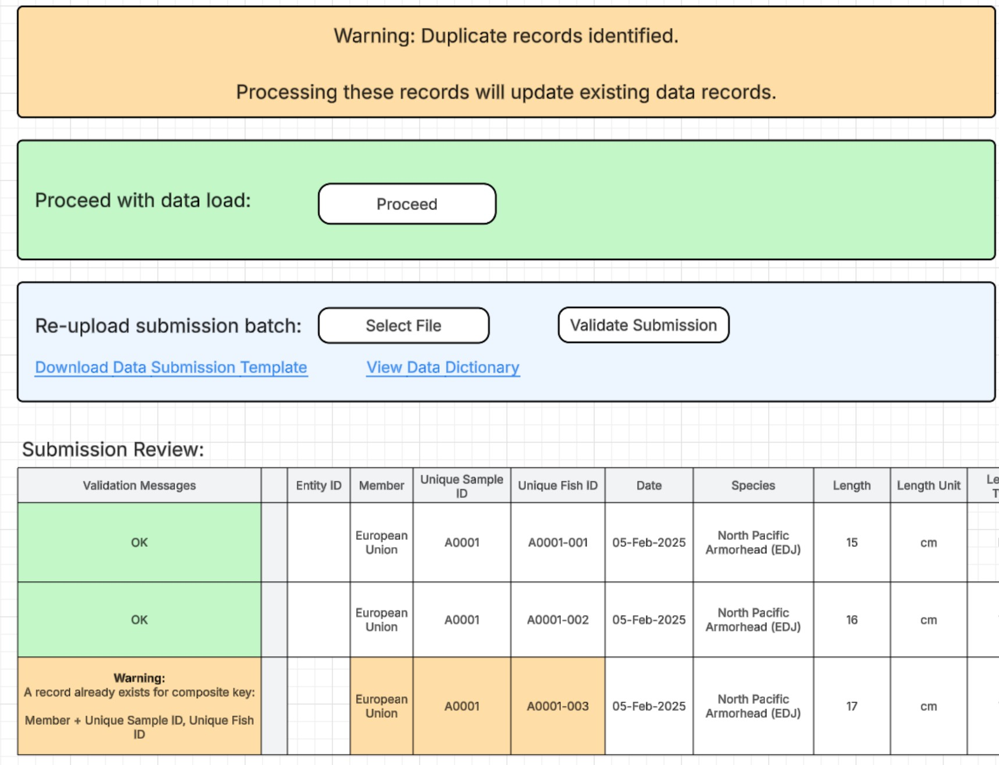 Warning: Duplicate records identified.
Processing these records will update existing data records.
Proceed with data load:
Proceed
Re-upload submission batch:
Select File
Validate Submission
Download Data Submission Template
View Data Dictionary
Submission Review:
Validation Messages
Entity ID
Member
Unique Sample
ID
Unique Fish ID
Date
Species
Length
Length Unit
OK
European
Union
A0001
A0001-001
05-Feb-2025
North Pacific
Armorhead (EDJ)
15
cm
OK
European
Union
A0001
A0001-002
05-Feb-2025
North Pacific
Armorhead (EDJ)
16
cm
Warning:
A record already exists for composite key:
Member + Unique Sample ID, Unique Fish
ID
European
Union
A0001
A0001-003
05-Feb-2025
North Pacific
Armorhead (EDJ)
17
cm